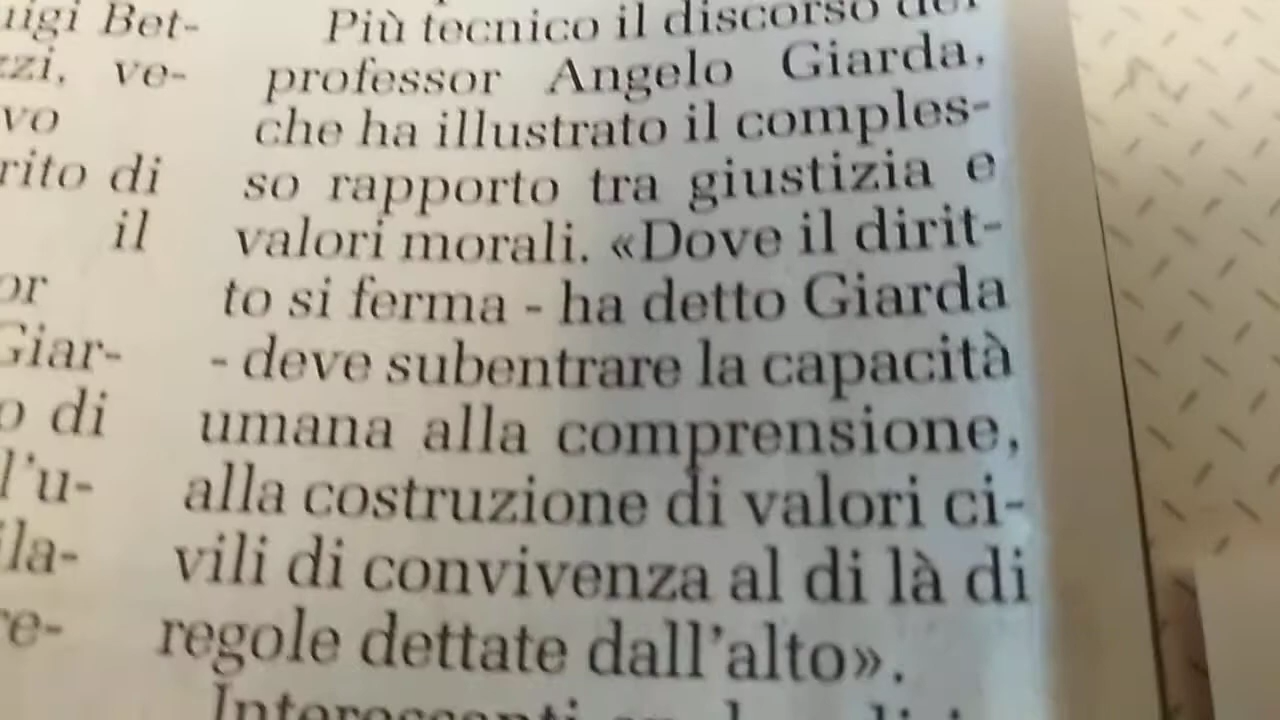 uigi Bet-
zzi, ve-
vo
rito di
il
or
Giar-
o di
l'u-
ila-
re-
Più tecnico il discorso del
professor Angelo Giarda,
che ha illustrato il comples-
so rapporto tra giustizia e
valori morali. «Dove il dirit-
to si ferma - ha detto Giarda
- deve subentrare la capacità
umana alla comprensione,
alla costruzione di valori ci-
vili di convivenza al di là di
regole dettate dall'alto».
Interessanti